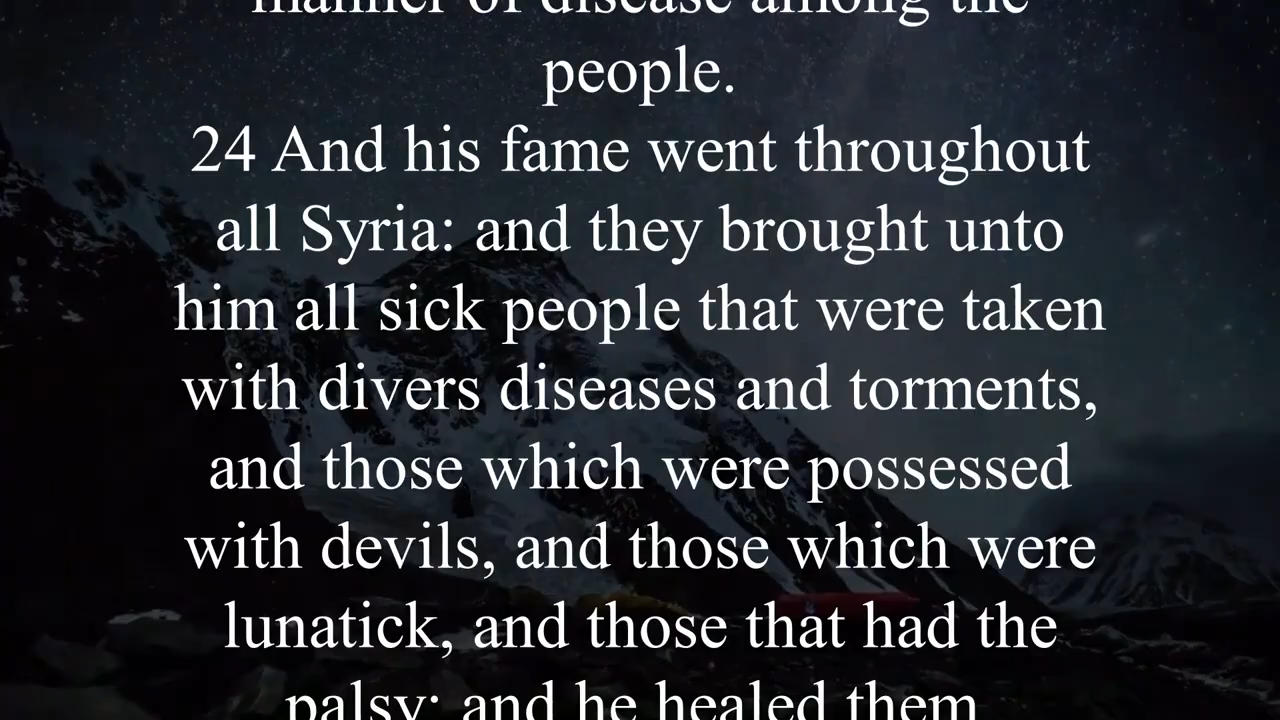 manner of disease among the
people.
24 And his fame went throughout
all Syria: and they brought unto
him all sick people that were taken
with divers diseases and torments,
and those which were possessed
with devils, and those which were
lunatick, and those that had the
palsy; and he healed them